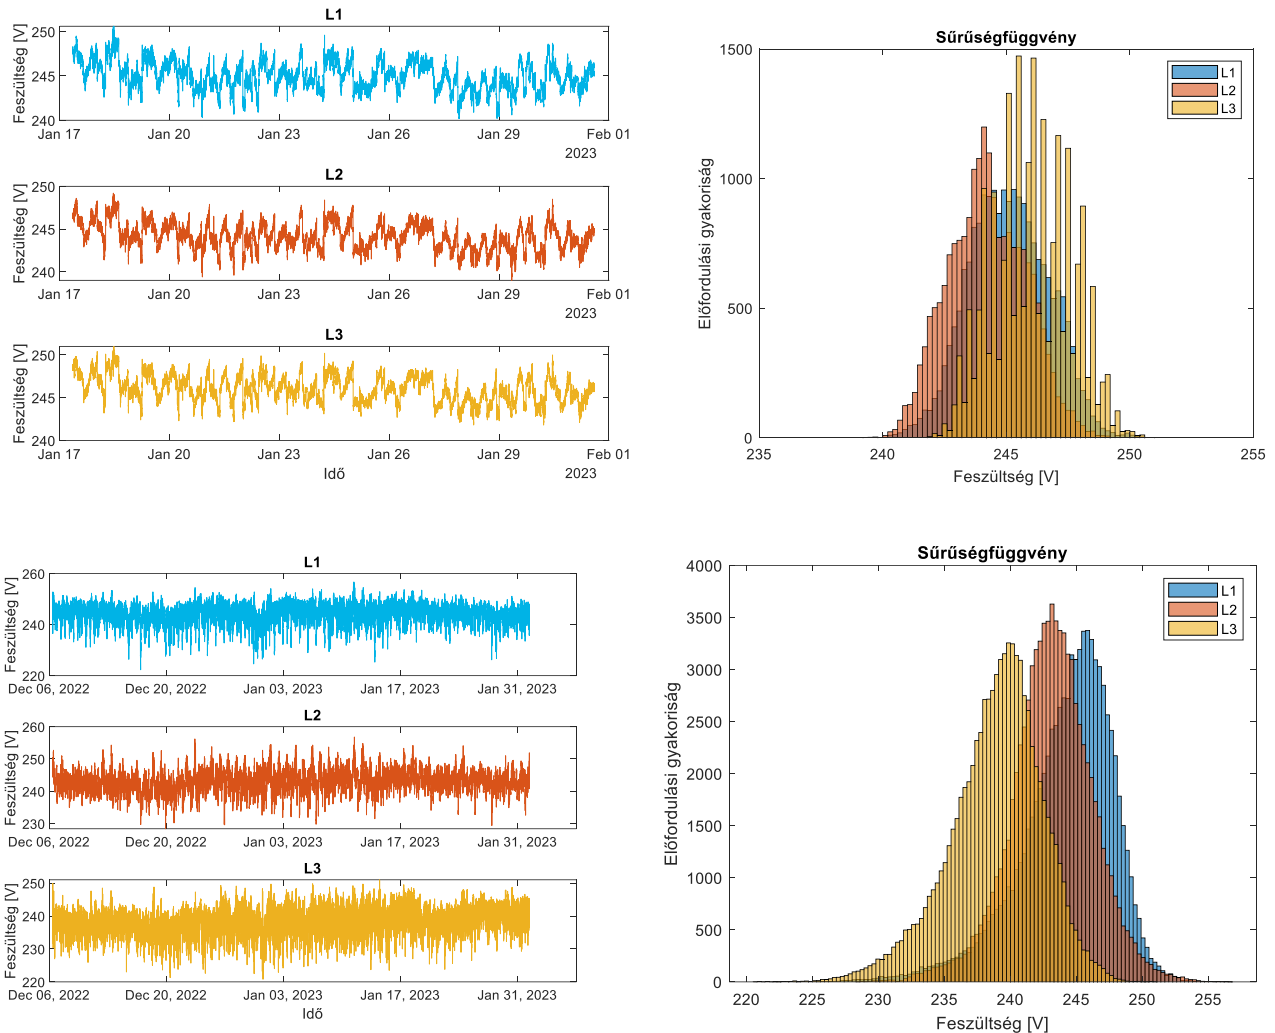 L1
Feszültség [V]
250
245
240
Jan 17
Jan 20
Jan 23
Jan 26
Jan 29
Feb 01
2023
L2
Feszültség [V]
250
245
240
Jan 17
Jan 20
Jan 23
Jan 26
Jan 29
Feb 01
2023
L3
Feszültség [V]
250
245
240
Jan 17
Jan 20
Jan 23
Jan 26
Jan 29
Feb 01
Idő
2023
Sűrűségfüggvény
Előfordulási gyakoriság
1500
1000
500
0
L1
L2
L3
235
240
245
250
255
Feszültség [V]
L1
Feszültség [V]
260
240
220
Dec 06, 2022
Dec 20, 2022
Jan 03, 2023
Jan 17, 2023
Jan 31, 2023
L2
Feszültség [V]
260
250
240
230
Dec 06, 2022
Dec 20, 2022
Jan 03, 2023
Jan 17, 2023
Jan 31, 2023
L3
Feszültség [V]
250
240
230
220
Dec 06, 2022
Dec 20, 2022
Jan 03, 2023
Jan 17, 2023
Jan 31, 2023
Idő
Sűrűségfüggvény
Előfordulási gyakoriság
4000
3500
3000
2500
2000
1500
1000
500
0
L1
L2
L3
220
225
230
235
240
245
250
255
Feszültség [V]